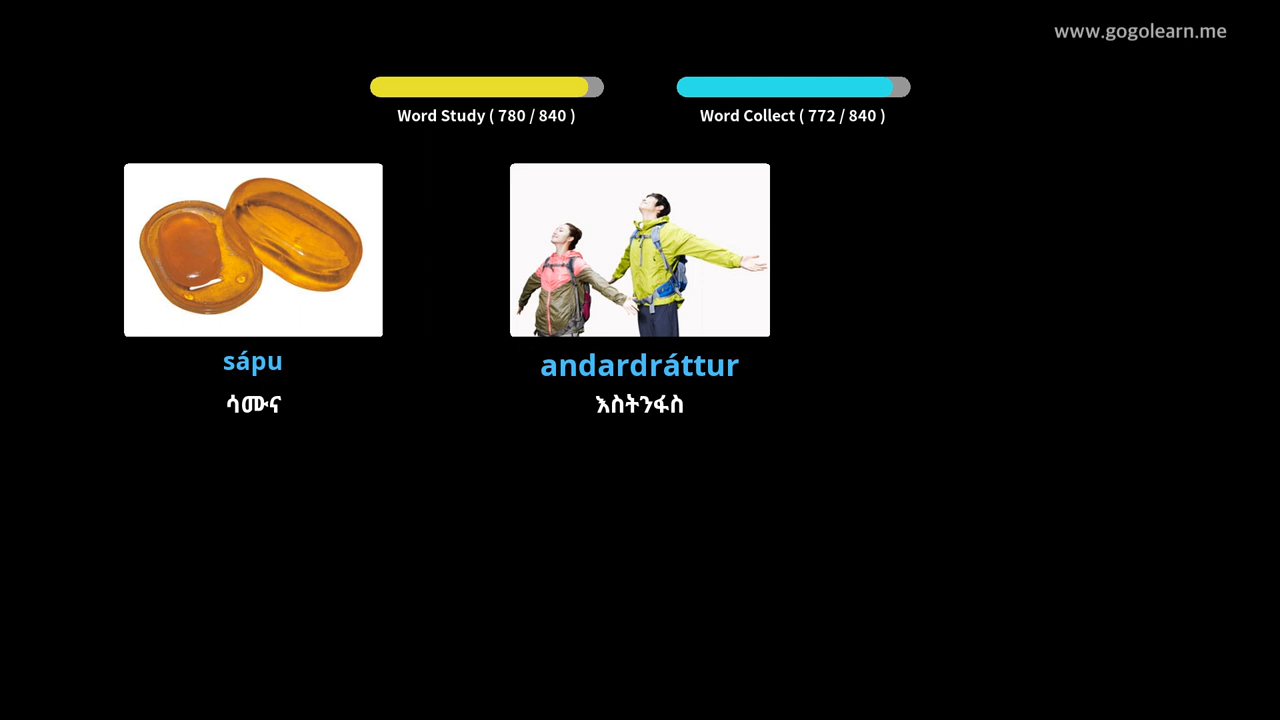 www.gogolearn.me
Word Study ( 780 / 840 )
Word Collect ( 772 / 840 )
sápu
ሳሙና
andardráttur
እስትንፋስ